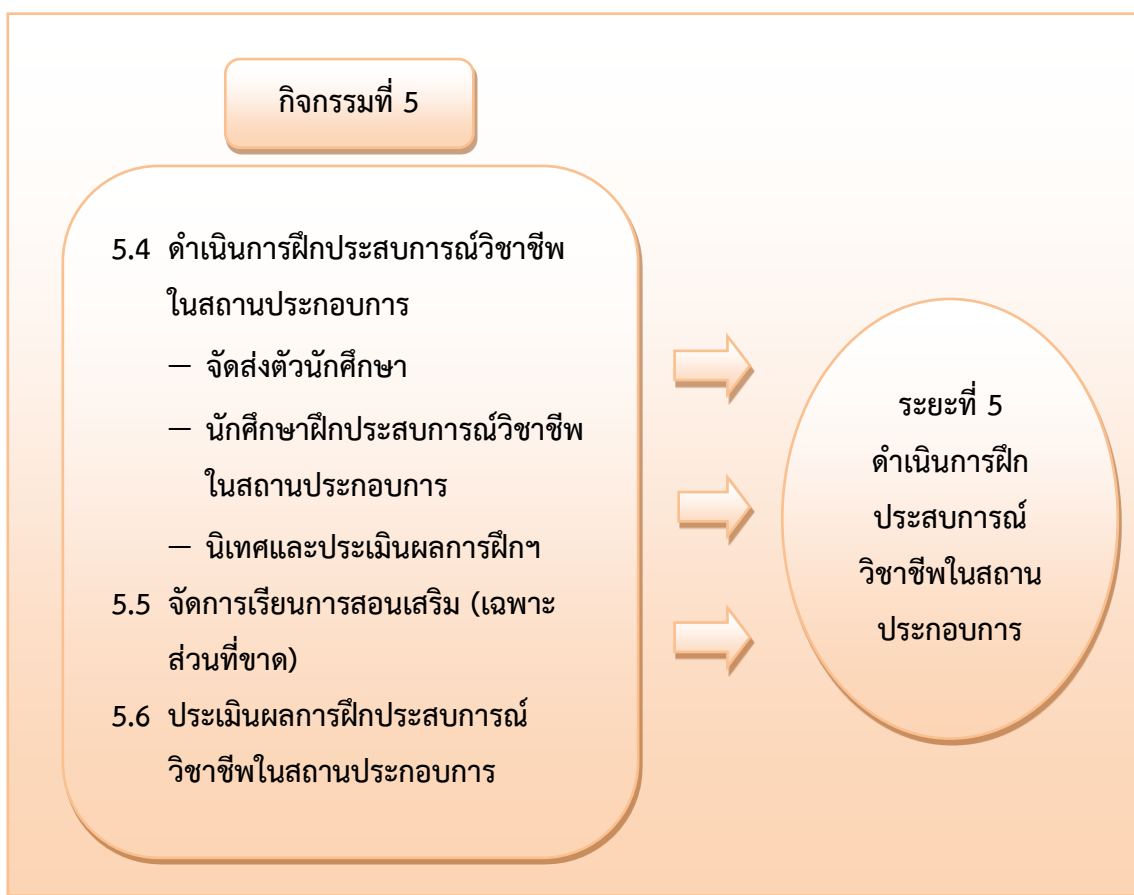 กิจกรรมที่ 5
5.4 ดำเนินการฝึกประสบการณ์วิชาชีพ
ในสถานประกอบการ
– จัดส่งตัวนักศึกษา
– นักศึกษาฝึกประสบการณ์วิชาชีพ
ในสถานประกอบการ
– นิเทศและประเมินผลการฝึกฯ
5.5 จัดการเรียนการสอนเสริม (เฉพาะ
ส่วนที่ขาด)
5.6 ประเมินผลการฝึกประสบการณ์
วิชาชีพในสถานประกอบการ
ระยะที่ 5
ดำเนินการฝึก
ประสบการณ์
วิชาชีพในสถาน
ประกอบการ